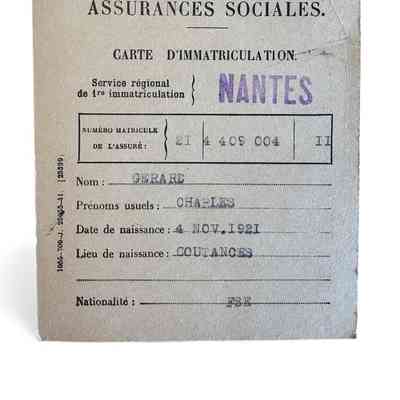 ASSURANCES SOCIALES.
CARTE D'IMMATRICULATION.
Service régional
de 1re immatriculation
NANTES
NUMÉRO MATRICULE
DE L'ASSURÉ :
21 4 409 004 II
Nom : GERARD
Prénoms usuels : CHARLES
Date de naissance : 4 NOV. 1921
Lieu de naissance : COUTANCES
Nationalité : FSE